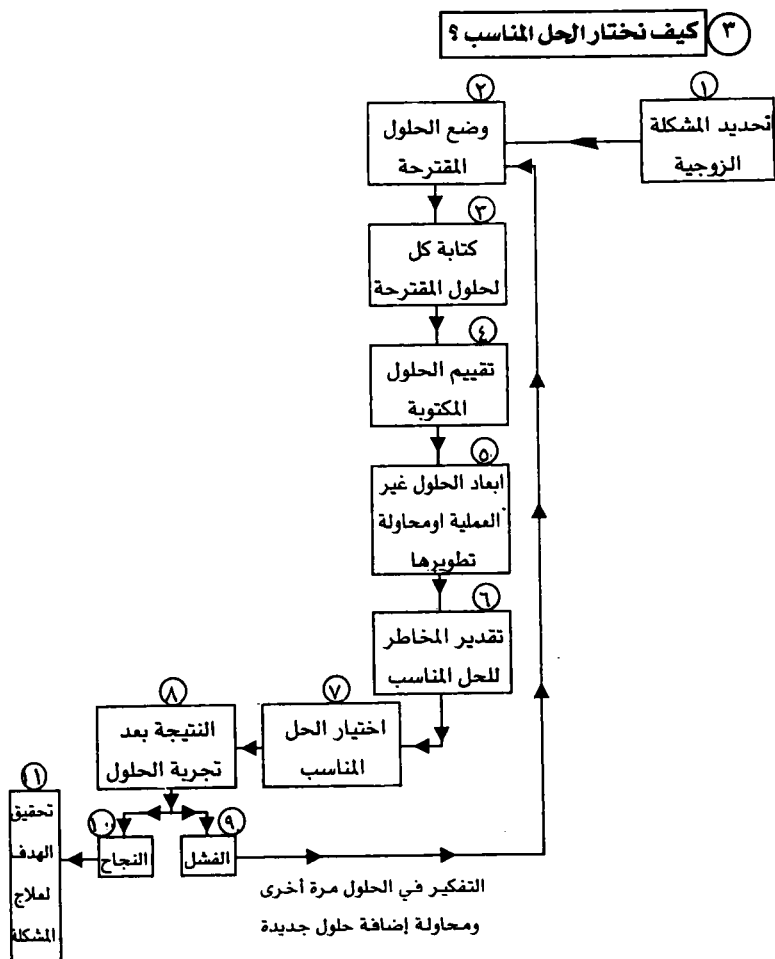 ٣ كيف نختار الحل المناسب ؟
١
تحديد المشكلة
الزوجية
٢
وضع الحلول
المقترحة
٣
كتابة كل
لحلول المقترحة
٤
تقييم الحلول
المكتوبة
٥
ابعاد الحلول غير
العملية اومحاولة
تطويرها
٦
تقدير المخاطر
للحل المناسب
٧
اختيار الحل
المناسب
٨
النتيجة بعد
تجربة الحلول
٩
الفشل
التفكير في الحلول مرة أخرى
ومحاولة إضافة حلول جديدة
١٠
النجاح
١١
تحقيق
الهدف
لعلاج
المشكلة